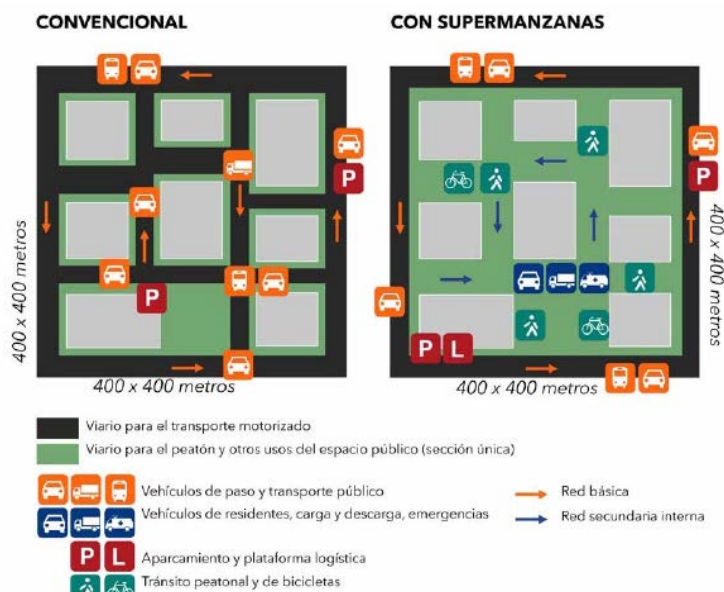 CONVENCIONAL
CON SUPERMANZANAS
P
P
400 x 400 metros
P
400 x 400 metros
P
400 x 400 metros
P L
400 x 400 metros
Viario para el transporte motorizado
Viario para el peatón y otros usos del espacio público (sección única)
Vehículos de paso y transporte público
Red básica
Vehículos de residentes, carga y descarga, emergencias
Red secundaria interna
P L
Aparcamiento y plataforma logística
Tránsito peatonal y de bicicletas